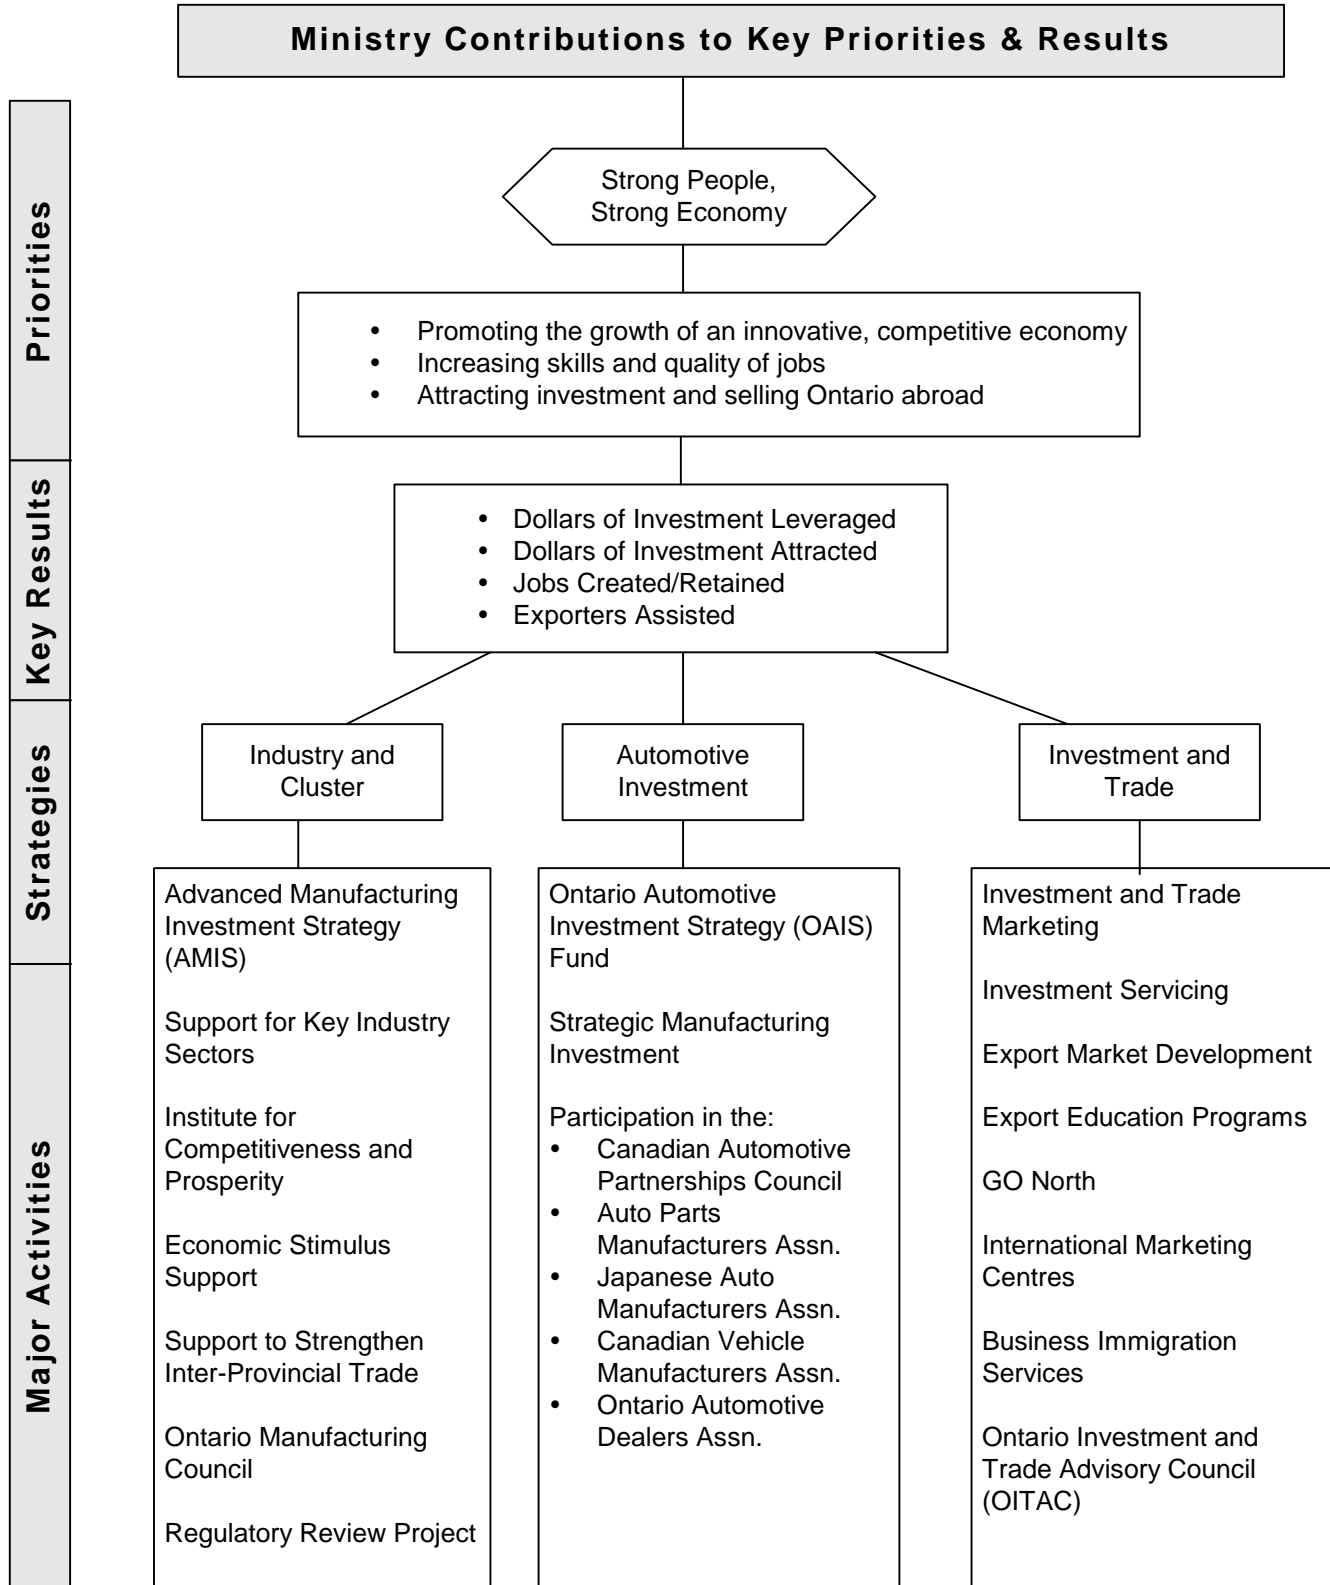 Ministry Contributions to Key Priorities & Results
Priorities
Strong People,
Strong Economy
• Promoting the growth of an innovative, competitive economy
• Increasing skills and quality of jobs
• Attracting investment and selling Ontario abroad
Key Results
• Dollars of Investment Leveraged
• Dollars of Investment Attracted
• Jobs Created/Retained
• Exporters Assisted
Strategies
Industry and
Cluster
Automotive
Investment
Investment and
Trade
Major Activities
Advanced Manufacturing
Investment Strategy
(AMIS)
Support for Key Industry
Sectors
Institute for
Competitiveness and
Prosperity
Economic Stimulus
Support
Support to Strengthen
Inter-Provincial Trade
Ontario Manufacturing
Council
Regulatory Review Project
Ontario Automotive
Investment Strategy (OAIS)
Fund
Strategic Manufacturing
Investment
Participation in the:
• Canadian Automotive
Partnerships Council
• Auto Parts
Manufacturers Assn.
• Japanese Auto
Manufacturers Assn.
• Canadian Vehicle
Manufacturers Assn.
• Ontario Automotive
Dealers Assn.
Investment and Trade
Marketing
Investment Servicing
Export Market Development
Export Education Programs
GO North
International Marketing
Centres
Business Immigration
Services
Ontario Investment and
Trade Advisory Council
(OITAC)